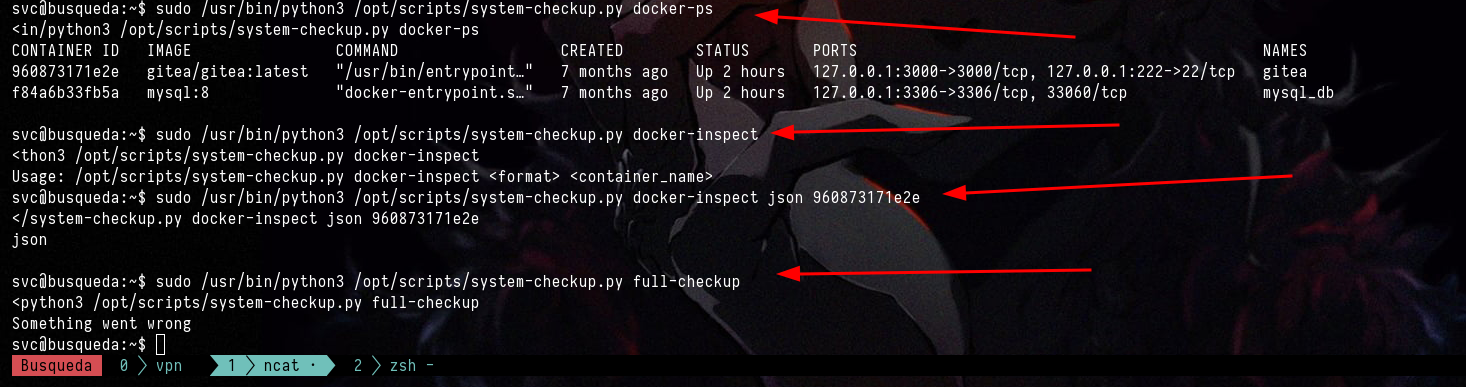 svc@busqueda:~$ sudo /usr/bin/python3 /opt/scripts/system-checkup.py docker-ps
<in/python3 /opt/scripts/system-checkup.py docker-ps
CONTAINER ID   IMAGE                COMMAND                  CREATED        STATUS       PORTS                                             NAMES
960873171e2e   gitea/gitea:latest   "/usr/bin/entrypoint…"   7 months ago   Up 2 hours   127.0.0.1:3000->3000/tcp, 127.0.0.1:222->22/tcp   gitea
f84a6b33fb5a   mysql:8              "docker-entrypoint.s…"   7 months ago   Up 2 hours   127.0.0.1:3306->3306/tcp, 33060/tcp               mysql_db
svc@busqueda:~$ sudo /usr/bin/python3 /opt/scripts/system-checkup.py docker-inspect
<thon3 /opt/scripts/system-checkup.py docker-inspect
Usage: /opt/scripts/system-checkup.py docker-inspect <format> <container_name>
svc@busqueda:~$ sudo /usr/bin/python3 /opt/scripts/system-checkup.py docker-inspect json 960873171e2e
</system-checkup.py docker-inspect json 960873171e2e
json
svc@busqueda:~$ sudo /usr/bin/python3 /opt/scripts/system-checkup.py full-checkup
<python3 /opt/scripts/system-checkup.py full-checkup
Something went wrong
svc@busqueda:~$
Busqueda 0 vpn 1 ncat · 2 zsh -